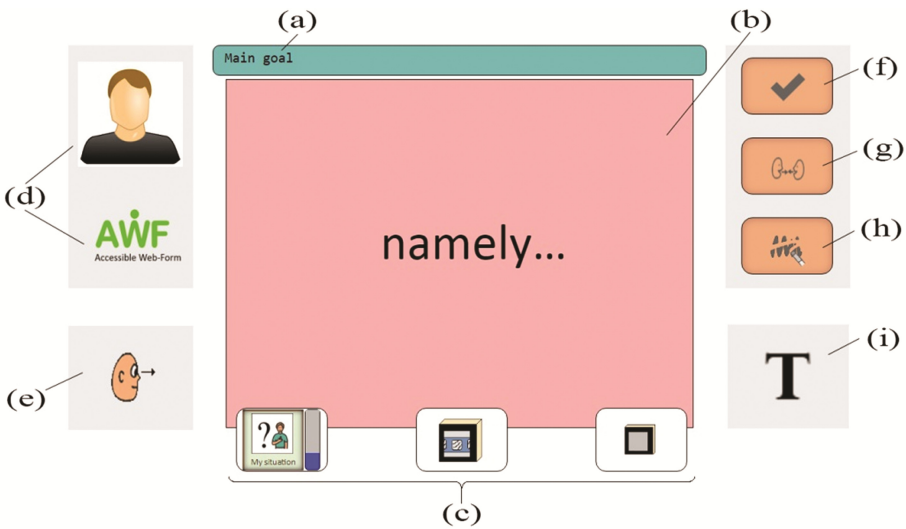 (a)
(b)
Main goal
(f)
(g)
(d)
(h)
AWF
Accessible Web-Form
namely...
(i)
T
(e)
?
My situation
(c)